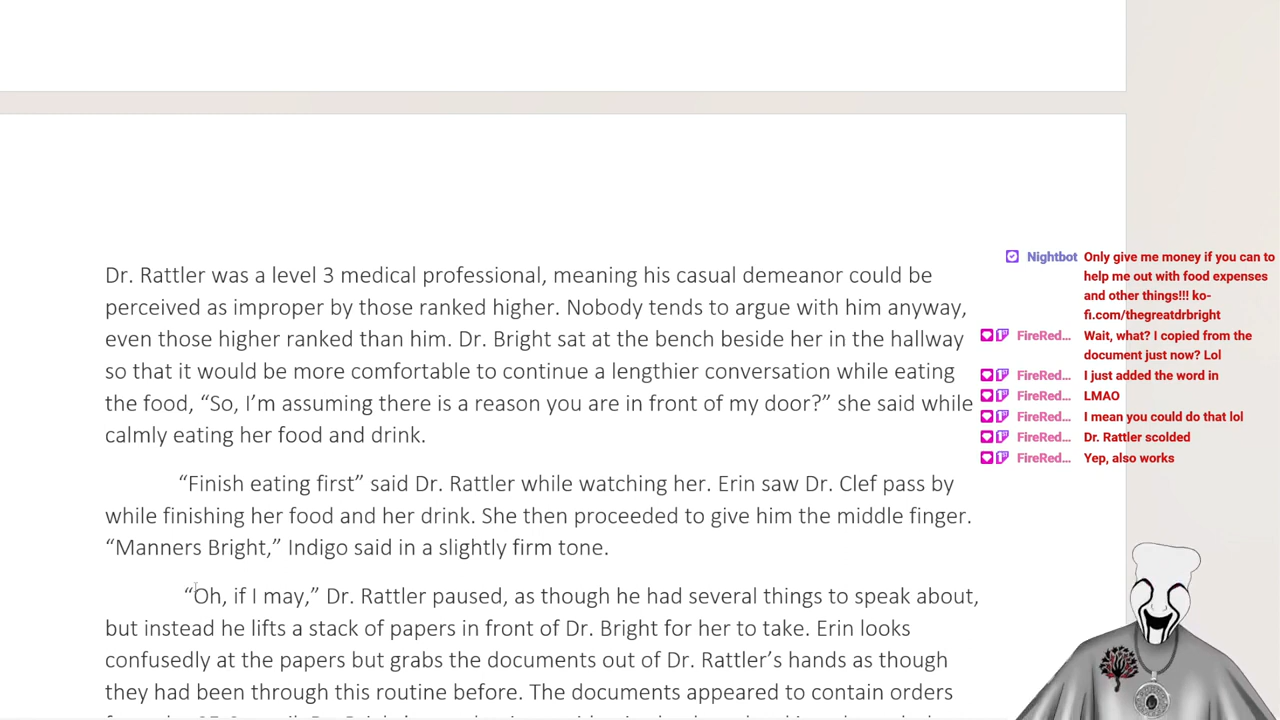 Dr. Rattler was a level 3 medical professional, meaning his casual demeanor could be
perceived as improper by those ranked higher. Nobody tends to argue with him anyway,
even those higher ranked than him. Dr. Bright sat at the bench beside her in the hallway
so that it would be more comfortable to continue a lengthier conversation while eating
the food, “So, I’m assuming there is a reason you are in front of my door?” she said while
calmly eating her food and drink.
“Finish eating first” said Dr. Rattler while watching her. Erin saw Dr. Clef pass by
while finishing her food and her drink. She then proceeded to give him the middle finger.
“Manners Bright,” Indigo said in a slightly firm tone.
“Oh, if I may,” Dr. Rattler paused, as though he had several things to speak about,
but instead he lifts a stack of papers in front of Dr. Bright for her to take. Erin looks
confusedly at the papers but grabs the documents out of Dr. Rattler’s hands as though
they had been through this routine before. The documents appeared to contain orders
Nightbot Only give me money if you can to
help me out with food expenses
and other things!!! ko-
fi.com/thegreatdrbright
FireRed... Wait, what? I copied from the
document just now? Lol
FireRed... I just added the word in
FireRed... LMAO
FireRed... I mean you could do that lol
FireRed... Dr. Rattler scolded
FireRed... Yep, also works